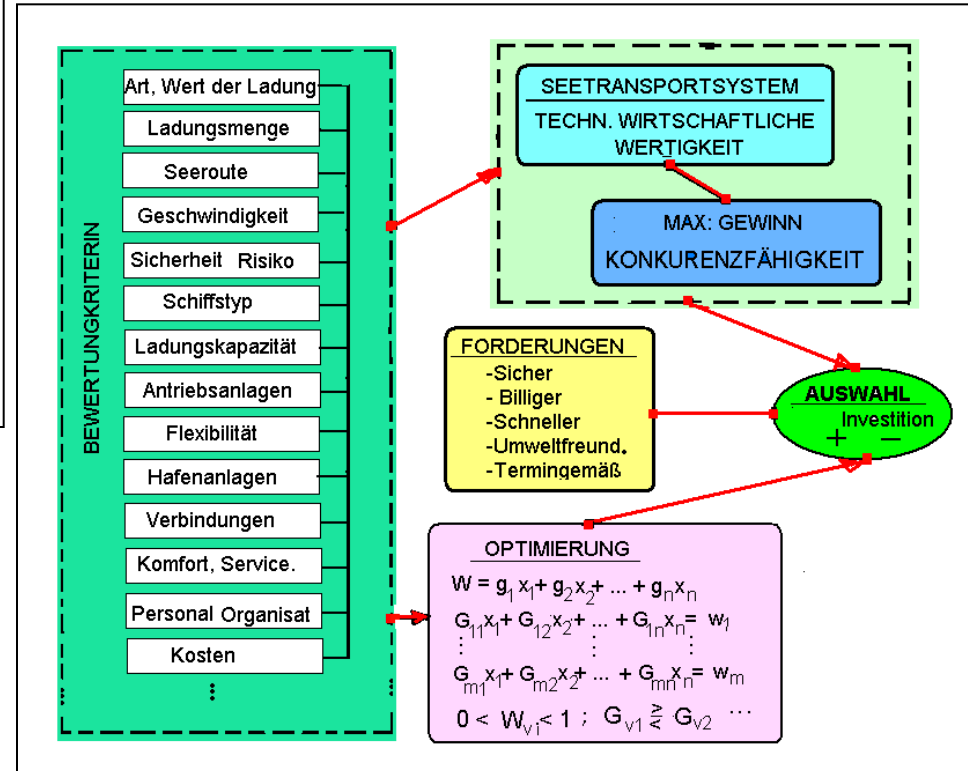 BEWERTUNGKRITERIN
Art, Wert der Ladung
Ladungsmenge
Seeroute
Geschwindigkeit
Sicherheit Risiko
Schiffstyp
Ladungskapazität
Antriebsanlagen
Flexibilität
Hafenanlagen
Verbindungen
Komfort, Service.
Personal Organisat
Kosten
⋮
SEETRANSPORTSYSTEM
TECHN. WIRTSCHAFTLICHE
WERTIGKEIT
MAX: GEWINN
KONKURENZFÄHIGKEIT
FORDERUNGEN
-Sicher
- Billiger
-Schneller
-Umweltfreund.
-Termingemäß
AUSWAHL
Investition
+ −
OPTIMIERUNG
W = g₁x₁+ g₂x₂+ ... + gₙxₙ
G₁₁x₁+ G₁₂x₂+ ... + G₁ₙxₙ= w₁
⋮ ⋮ ⋮
Gₘ₁x₁+ Gₘ₂x₂+ ... + Gₘₙxₙ= wₘ
0 < Wᵥᵢ< 1 ; Gᵥ₁ ⪌ Gᵥ₂ ...